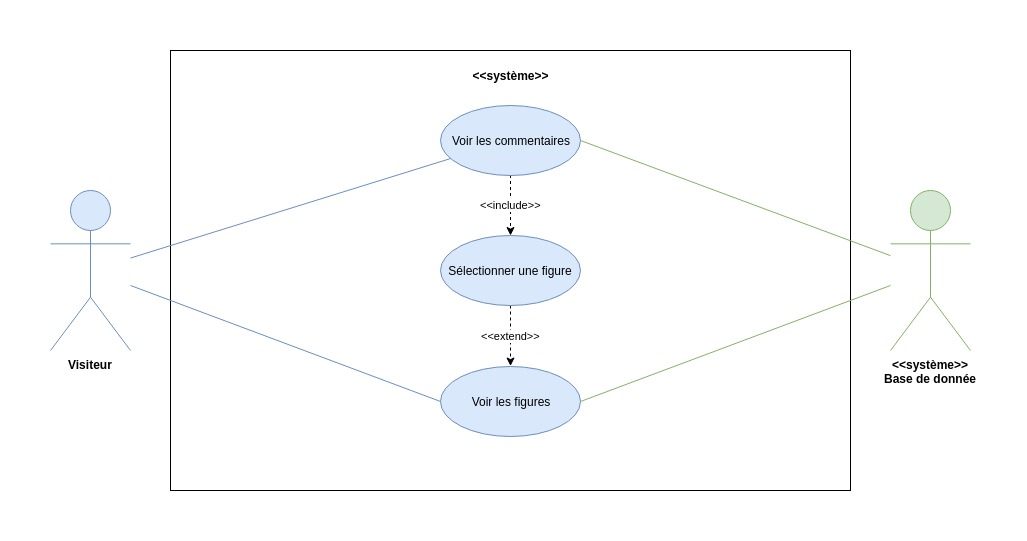 <<système>>
Voir les commentaires
<<include>>
Sélectionner une figure
<<extend>>
Voir les figures
Visiteur
<<système>>
Base de donnée